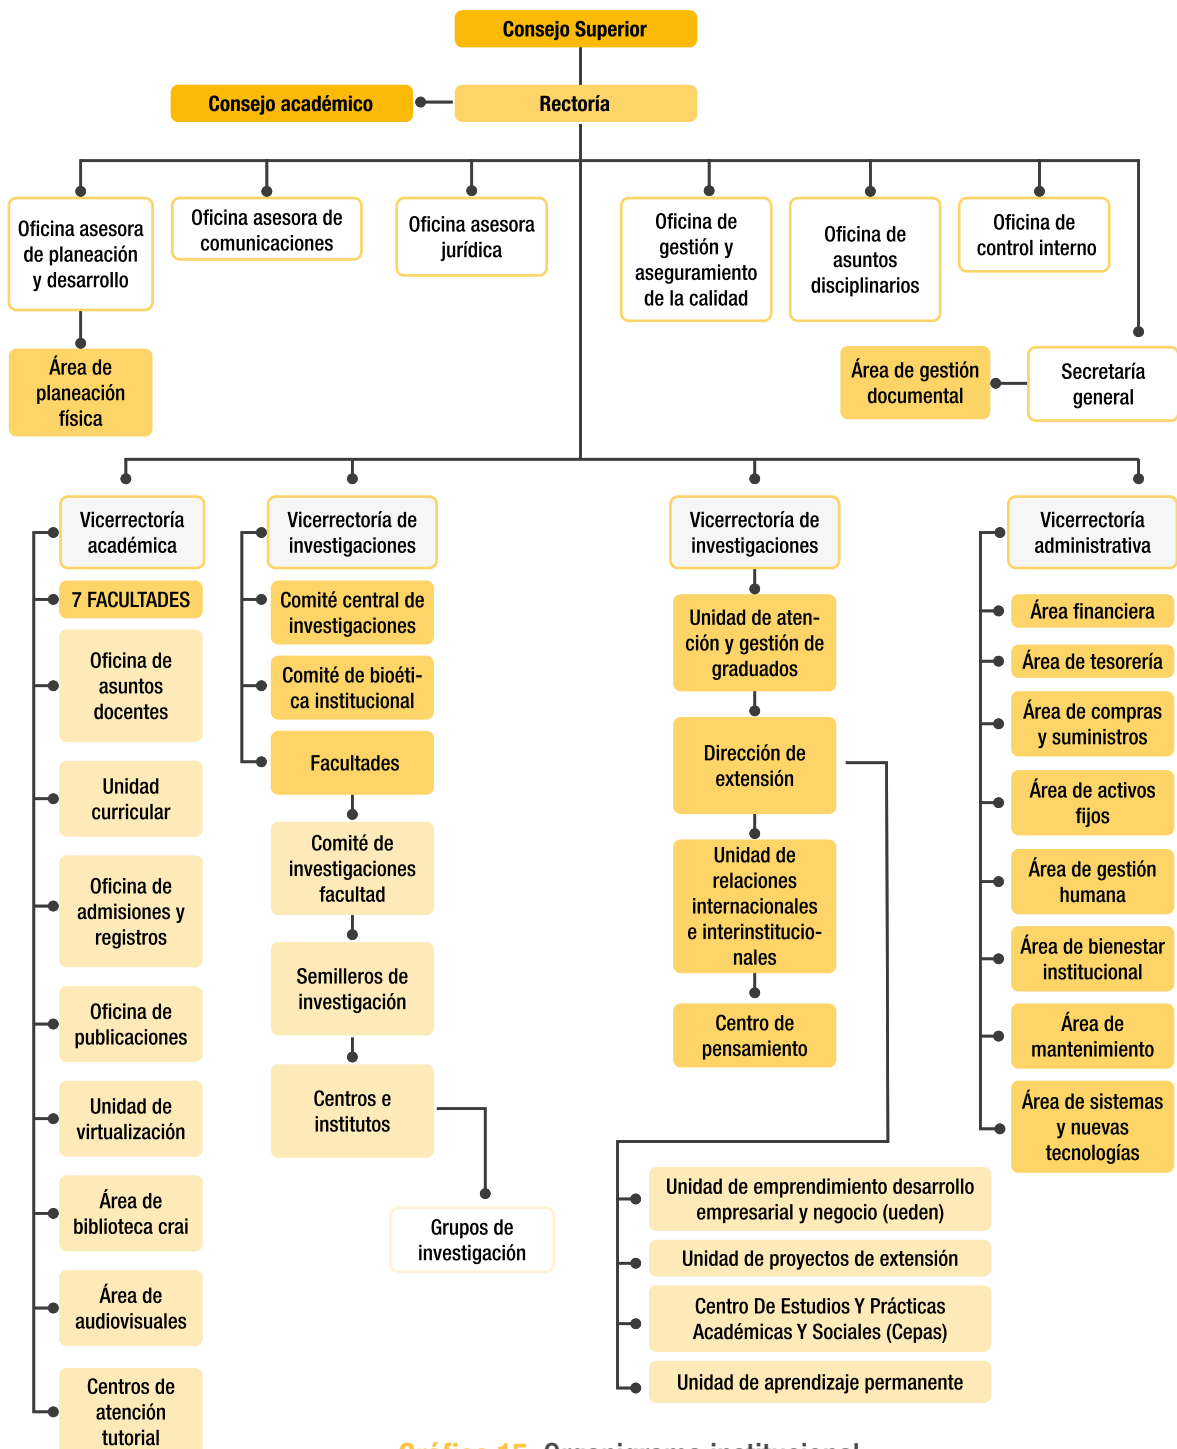 Consejo Superior
Consejo académico
Rectoría
Oficina asesora
de planeación
y desarrollo
Oficina asesora de
comunicaciones
Oficina asesora
jurídica
Oficina de
gestión y
aseguramiento
de la calidad
Oficina de
asuntos
disciplinarios
Oficina de
control interno
Área de
planeación
física
Área de gestión
documental
Secretaría
general
Vicerrectoría
académica
7 FACULTADES
Oficina de
asuntos
docentes
Unidad
curricular
Oficina de
admisiones y
registros
Oficina de
publicaciones
Unidad de
virtualización
Área de
biblioteca crai
Área de
audiovisuales
Centros de
atención
tutorial
Vicerrectoría de
investigaciones
Comité central de
investigaciones
Comité de bioéti-
ca institucional
Facultades
Comité de
investigaciones
facultad
Semilleros de
investigación
Centros e
institutos
Grupos de
investigación
Vicerrectoría de
investigaciones
Unidad de aten-
ción y gestión de
graduados
Dirección de
extensión
Unidad de
relaciones
internacionales
e interinstitucio-
nales
Centro de
pensamiento
Unidad de emprendimiento desarrollo
empresarial y negocio (ueden)
Unidad de proyectos de extensión
Centro De Estudios Y Prácticas
Académicas Y Sociales (Cepas)
Unidad de aprendizaje permanente
Vicerrectoría
administrativa
Área financiera
Área de tesorería
Área de compras
y suministros
Área de activos
fijos
Área de gestión
humana
Área de bienestar
institucional
Área de
mantenimiento
Área de sistemas
y nuevas
tecnologías
Gráfico 15. Organigrama institucional